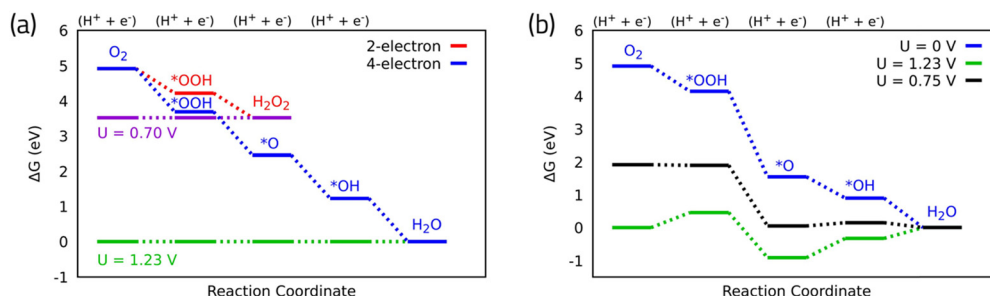 (a)
(H⁺ + e⁻) (H⁺ + e⁻) (H⁺ + e⁻) (H⁺ + e⁻)
6
5
4
3
2
1
0
-1
ΔG (eV)
O₂
*OOH
*OOH
H₂O₂
U = 0.70 V
*O
*OH
H₂O
U = 1.23 V
2-electron
4-electron
Reaction Coordinate
(b)
(H⁺ + e⁻) (H⁺ + e⁻) (H⁺ + e⁻) (H⁺ + e⁻)
6
5
4
3
2
1
0
-1
ΔG (eV)
O₂
*OOH
*O
*OH
H₂O
U = 0 V
U = 1.23 V
U = 0.75 V
Reaction Coordinate